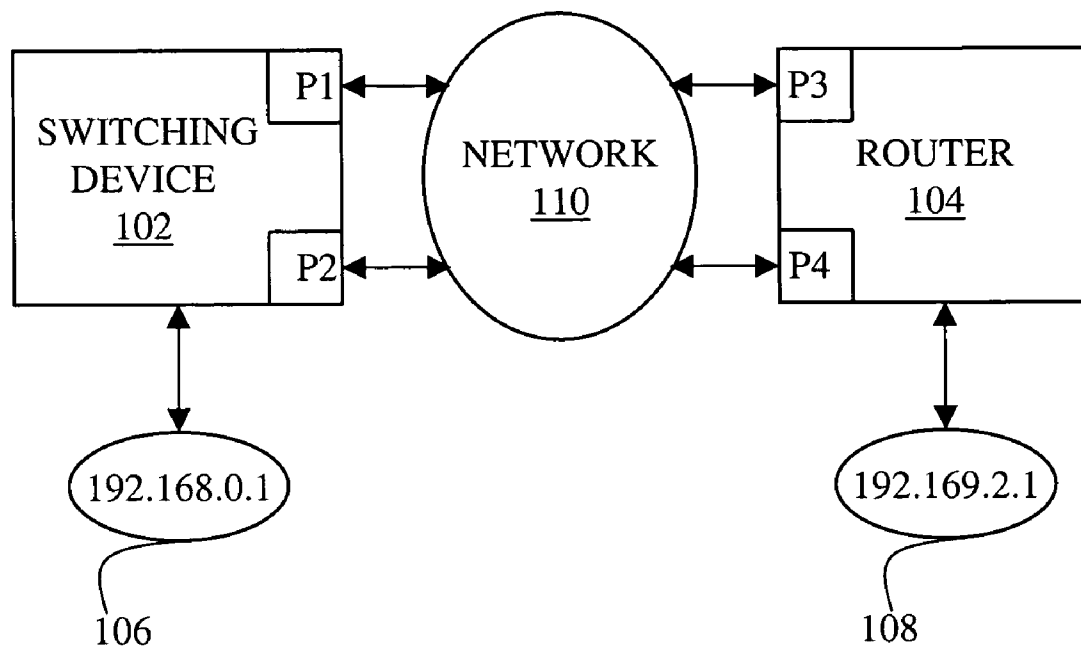 P1
SWITCHING
DEVICE
102
P2
NETWORK
110
P3
ROUTER
104
P4
192.168.0.1
192.169.2.1
106
108